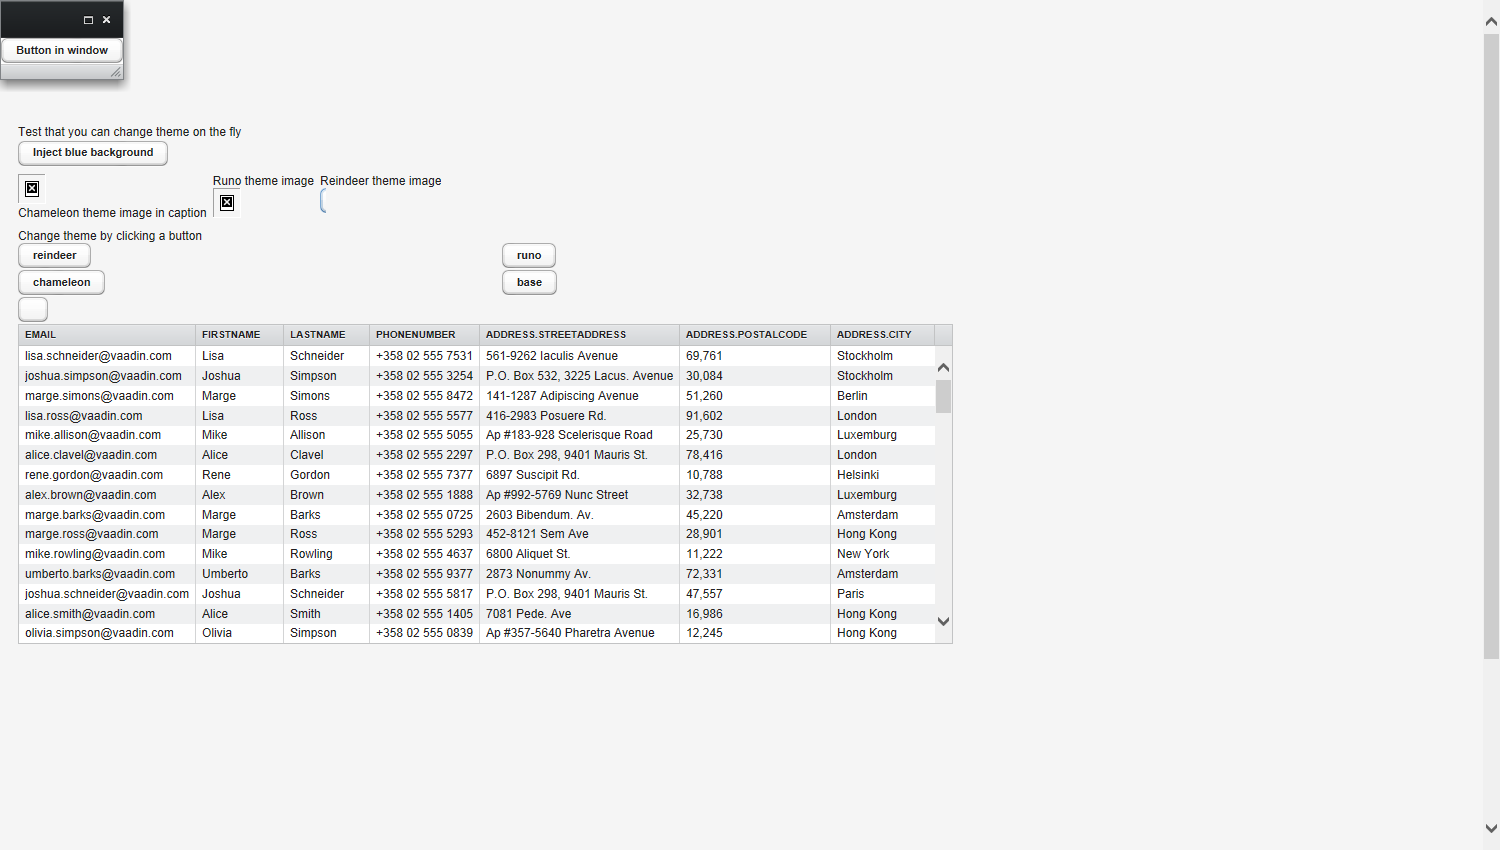 Button in window
Test that you can change theme on the fly
Inject blue background
Runo theme image Reindeer theme image
Chameleon theme image in caption
Change theme by clicking a button
reindeer runo
chameleon base
EMAIL FIRSTNAME LASTNAME PHONENUMBER ADDRESS.STREETADDRESS ADDRESS.POSTALCODE ADDRESS.CITY
lisa.schneider@vaadin.com Lisa Schneider +358 02 555 7531 561-9262 Iaculis Avenue 69,761 Stockholm
joshua.simpson@vaadin.com Joshua Simpson +358 02 555 3254 P.O. Box 532, 3225 Lacus. Avenue 30,084 Stockholm
marge.simons@vaadin.com Marge Simons +358 02 555 8472 141-1287 Adipiscing Avenue 51,260 Berlin
lisa.ross@vaadin.com Lisa Ross +358 02 555 5577 416-2983 Posuere Rd. 91,602 London
mike.allison@vaadin.com Mike Allison +358 02 555 5055 Ap #183-928 Scelerisque Road 25,730 Luxemburg
alice.clavel@vaadin.com Alice Clavel +358 02 555 2297 P.O. Box 298, 9401 Mauris St. 78,416 London
rene.gordon@vaadin.com Rene Gordon +358 02 555 7377 6897 Suscipit Rd. 10,788 Helsinki
alex.brown@vaadin.com Alex Brown +358 02 555 1888 Ap #992-5769 Nunc Street 32,738 Luxemburg
marge.barks@vaadin.com Marge Barks +358 02 555 0725 2603 Bibendum. Av. 45,220 Amsterdam
marge.ross@vaadin.com Marge Ross +358 02 555 5293 452-8121 Sem Ave 28,901 Hong Kong
mike.rowling@vaadin.com Mike Rowling +358 02 555 4637 6800 Aliquet St. 11,222 New York
umberto.barks@vaadin.com Umberto Barks +358 02 555 9377 2873 Nonummy Av. 72,331 Amsterdam
joshua.schneider@vaadin.com Joshua Schneider +358 02 555 5817 P.O. Box 298, 9401 Mauris St. 47,557 Paris
alice.smith@vaadin.com Alice Smith +358 02 555 1405 7081 Pede. Ave 16,986 Hong Kong
olivia.simpson@vaadin.com Olivia Simpson +358 02 555 0839 Ap #357-5640 Pharetra Avenue 12,245 Hong Kong